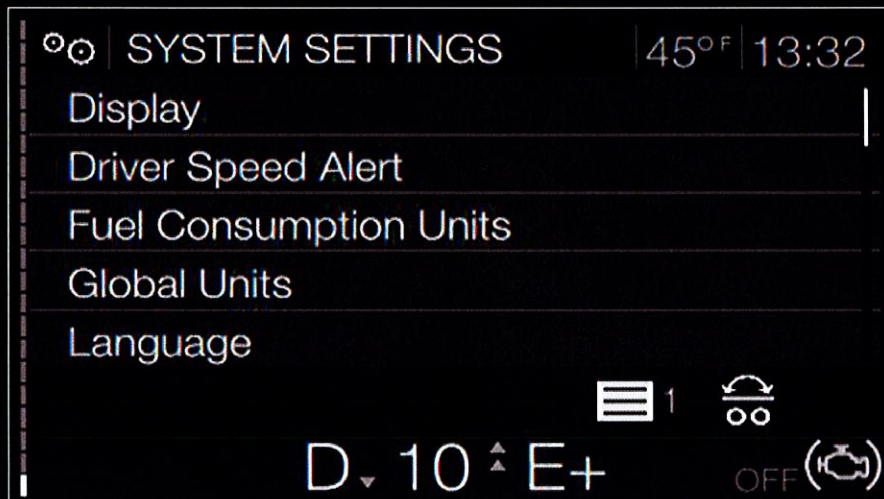 SYSTEM SETTINGS 45°F 13:32
Display
Driver Speed Alert
Fuel Consumption Units
Global Units
Language
1
D 10 E+ OFF